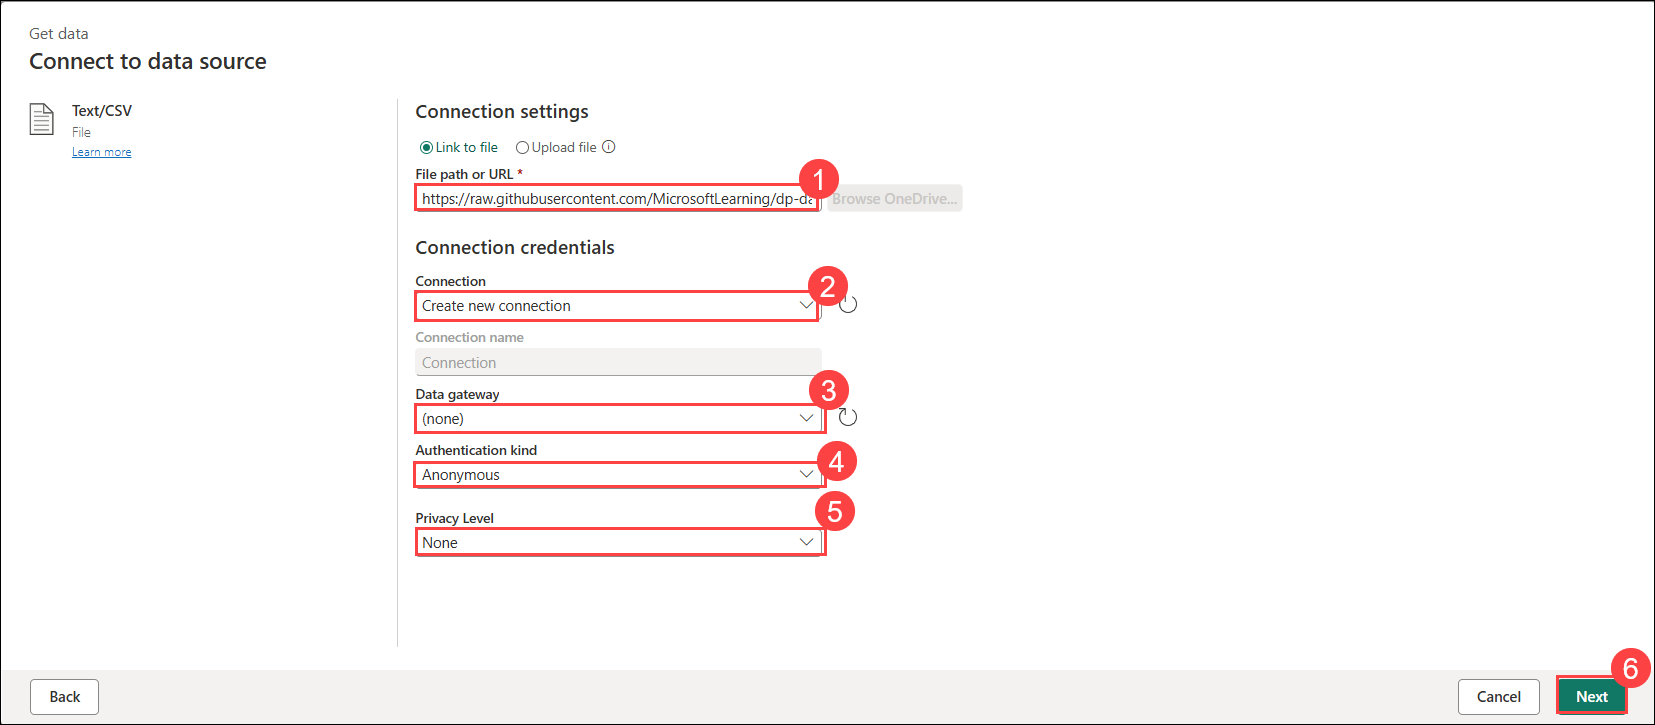 Get data
Connect to data source
Text/CSV
File
Learn more
Connection settings
Link to file
Upload file
File path or URL *
1
https://raw.githubusercontent.com/MicrosoftLearning/dp-da
Browse OneDrive...
Connection credentials
Connection
2
Create new connection
Connection name
Connection
Data gateway
3
(none)
Authentication kind
4
Anonymous
Privacy Level
5
None
6
Back
Cancel
Next